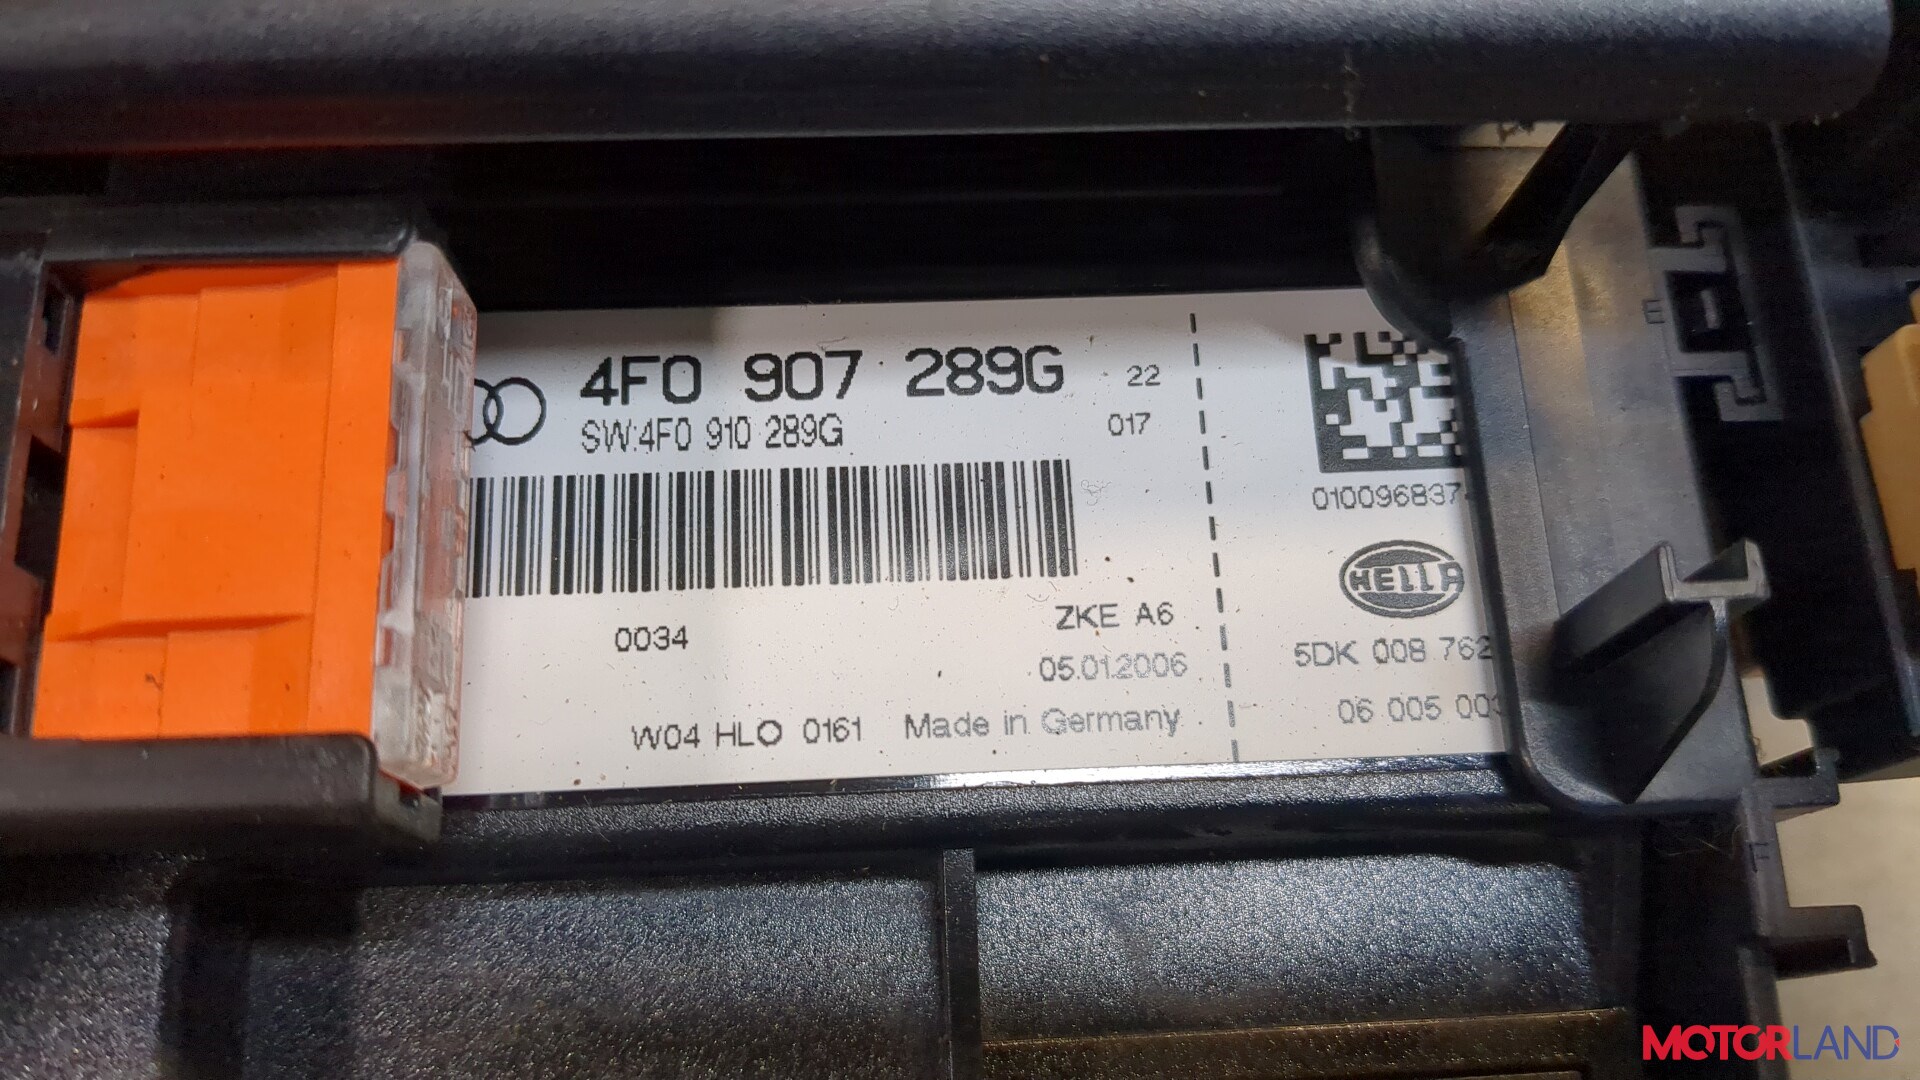 4F0 907 289G 22
SW:4F0 910 289G 017
010096837
HELLA
0034
ZKE A6
05.01.2006
5DK 008 762
W04 HLO 0161 Made in Germany
06 005 003
MOTORLAND